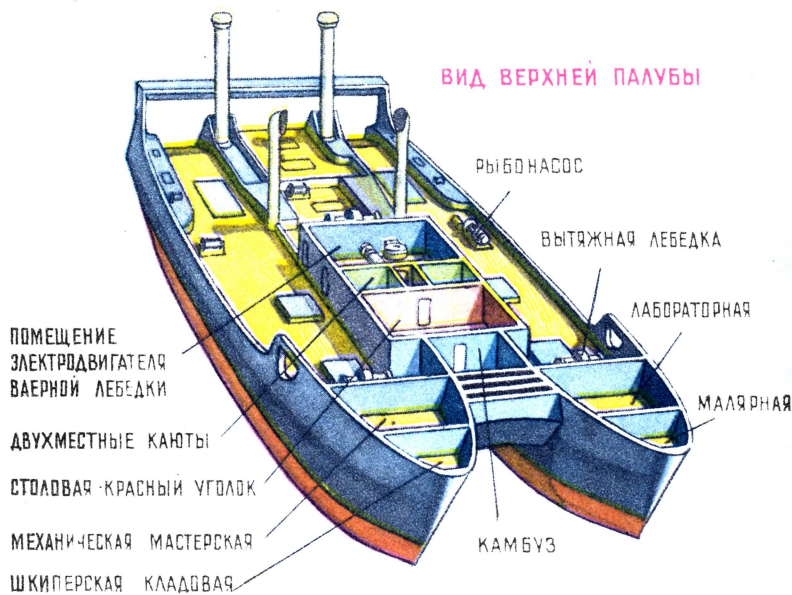 ВИД ВЕРХНЕЙ ПАЛУБЫ
РЫБОНАСОС
ВЫТЯЖНАЯ ЛЕБЕДКА
ЛАБОРАТОРНАЯ
МАЛЯРНАЯ
КАМБУЗ
ПОМЕЩЕНИЕ
ЭЛЕКТРОДВИГАТЕЛЯ
ВАЕРНОЙ ЛЕБЕДКИ
ДВУХМЕСТНЫЕ КАЮТЫ
СТОЛОВАЯ-КРАСНЫЙ УГОЛОК
МЕХАНИЧЕСКАЯ МАСТЕРСКАЯ
ШКИПЕРСКАЯ КЛАДОВАЯ